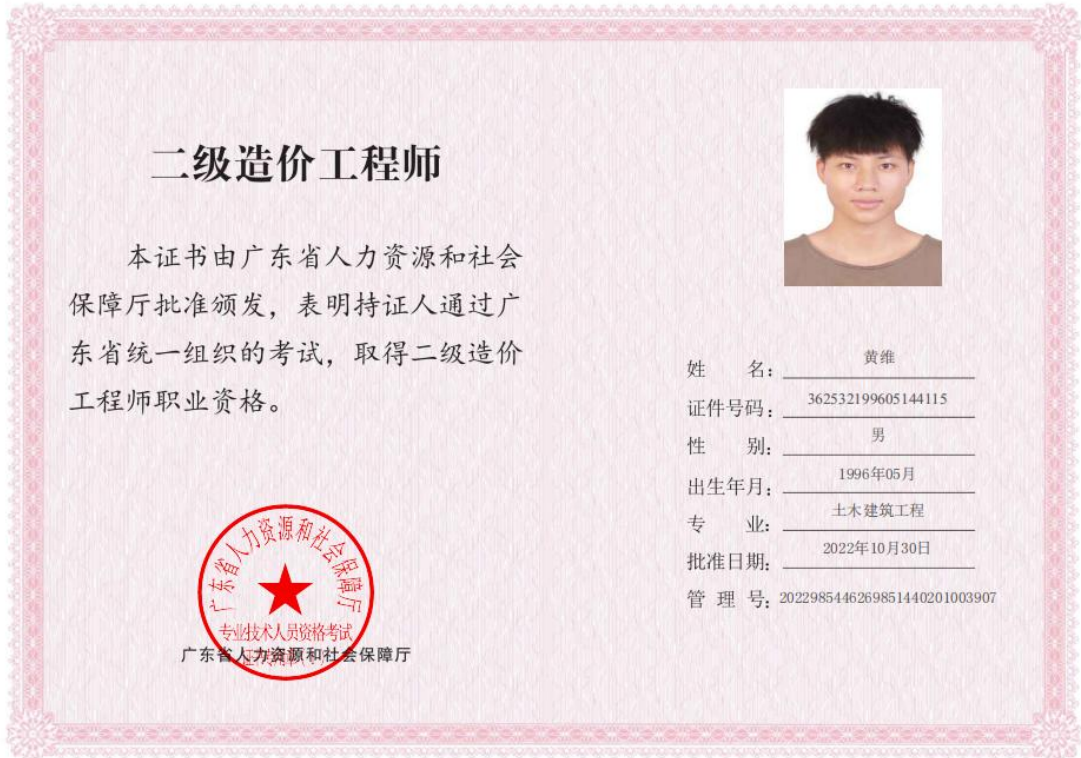 二级造价工程师
本证书由广东省人力资源和社会
保障厅批准颁发，表明持证人通过广
东省统一组织的考试，取得二级造价
工程师职业资格。
广东省人力资源和社会保障厅
专业技术人员资格考试
广东省人力资源和社会保障厅
姓名：黄维
证件号码：362532199605144115
性别：男
出生年月：1996年05月
专业：土木建筑工程
批准日期：2022年10月30日
管理号：20229854462698514402010039​07